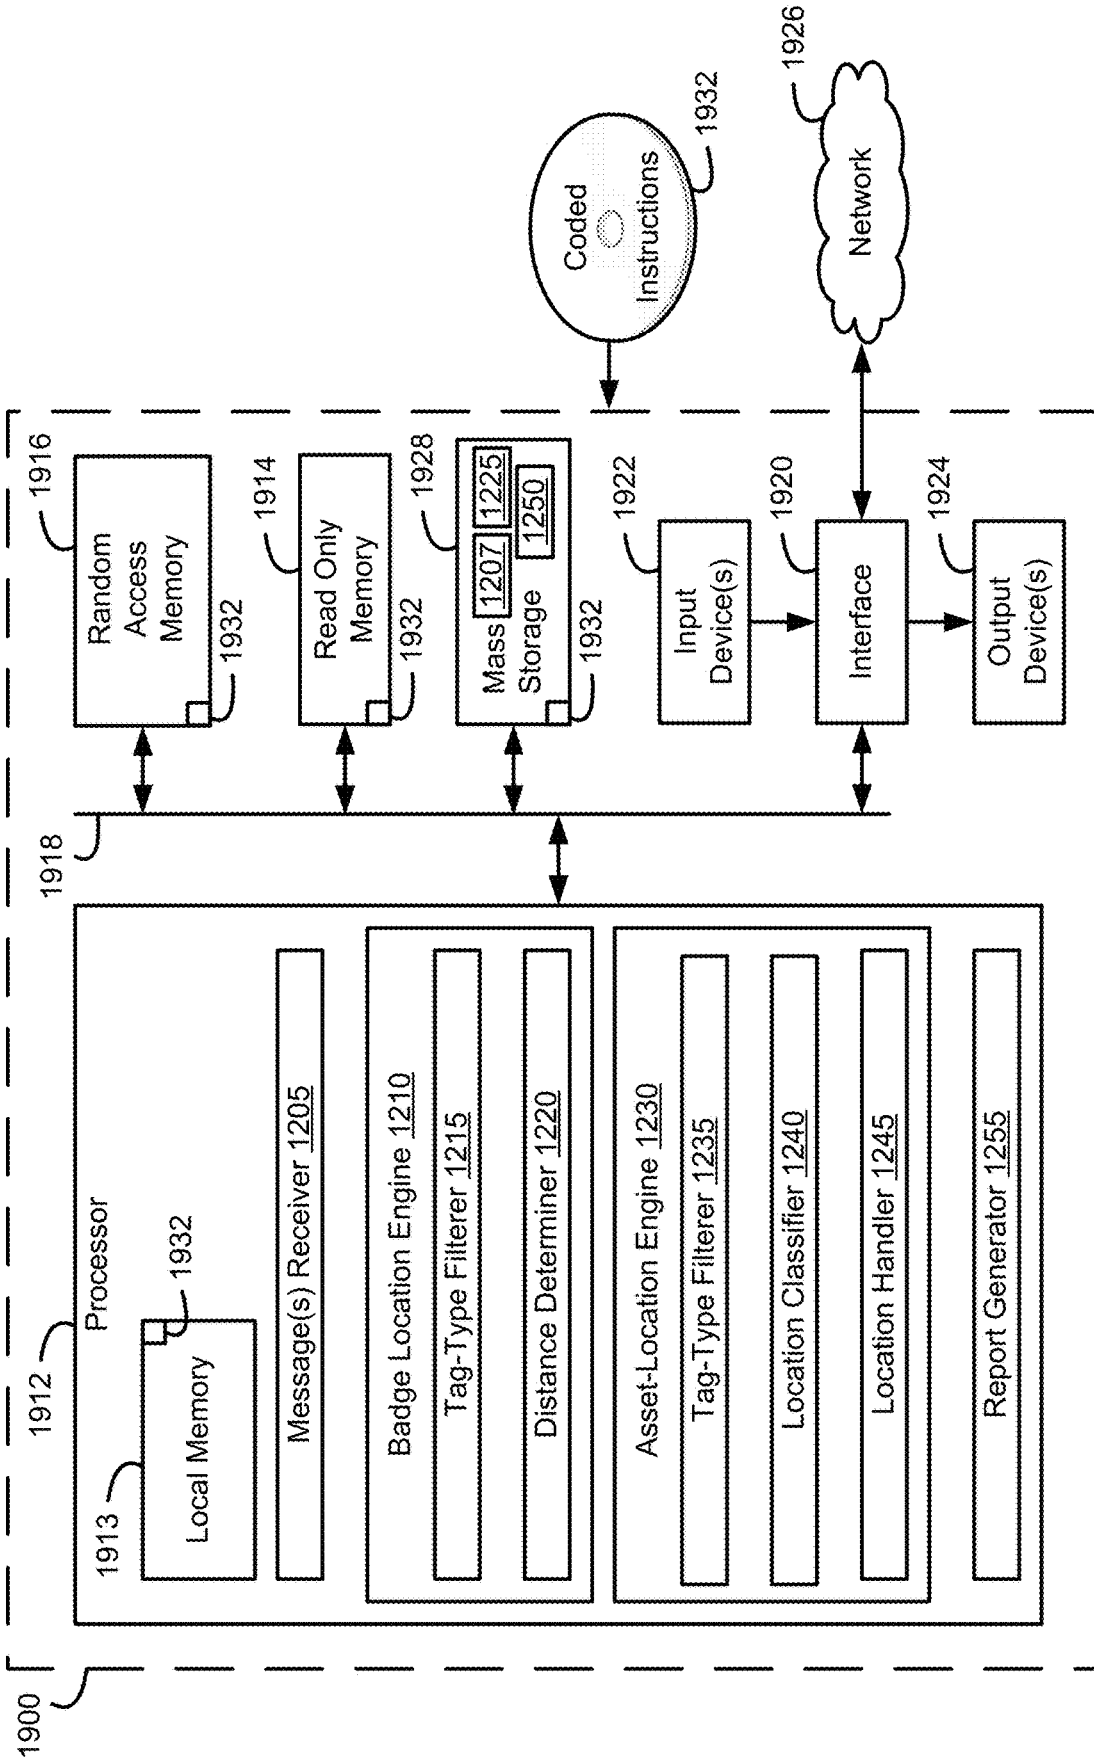 1900
1912
Processor
1913
Local Memory
1932
Message(s) Receiver 1205
Badge Location Engine 1210
Tag-Type Filterer 1215
Distance Determiner 1220
Asset-Location Engine 1230
Tag-Type Filterer 1235
Location Classifier 1240
Location Handler 1245
Report Generator 1255
1918
1916
Random
Access
Memory
1932
1914
Read Only
Memory
1932
1928
Mass
Storage
1207
1225
1250
1932
1922
Input
Device(s)
1920
Interface
1924
Output
Device(s)
Coded
Instructions
1932
Network
1926